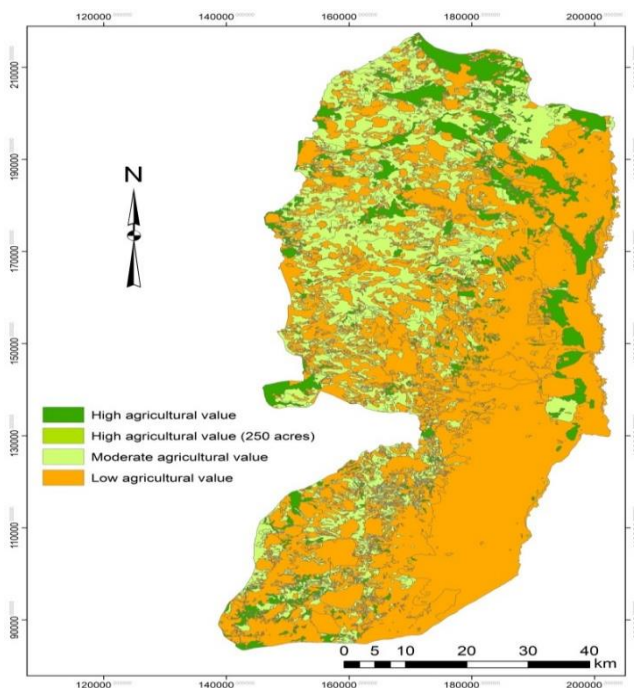 120000 140000 160000 180000 200000
210000
190000
170000
150000
130000
110000
90000
N
High agricultural value
High agricultural value (250 acres)
Moderate agricultural value
Low agricultural value
0 2 5 10 20 30 40
km
120000 140000 160000 180000 200000